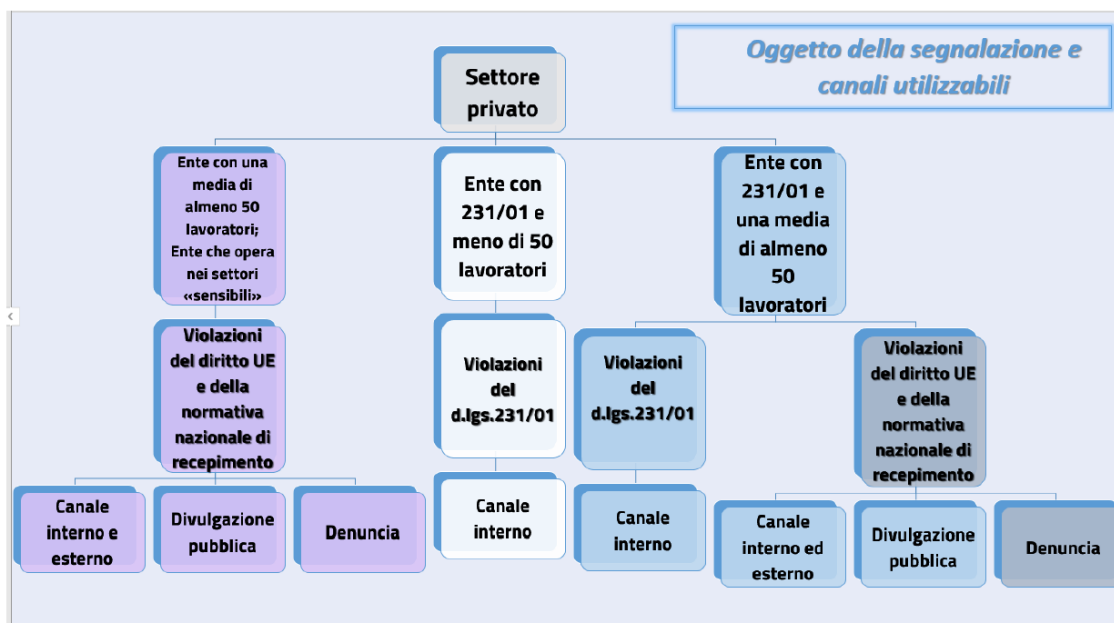 Oggetto della segnalazione e
canali utilizzabili
Settore
privato
Ente con una
media di
almeno 50
lavoratori;
Ente che opera
nei settori
«sensibili»
Ente con
231/01 e
meno di 50
lavoratori
Ente con
231/01 e
una media
di almeno
50
lavoratori
Violazioni
del diritto UE
e della
normativa
nazionale di
recepimento
Violazioni
del
d.lgs.231/01
Violazioni
del
d.lgs.231/01
Violazioni
del diritto UE
e della
normativa
nazionale di
recepimento
Canale
interno e
esterno
Divulgazione
pubblica
Denuncia
Canale
interno
Canale
interno
Canale
interno ed
esterno
Divulgazione
pubblica
Denuncia